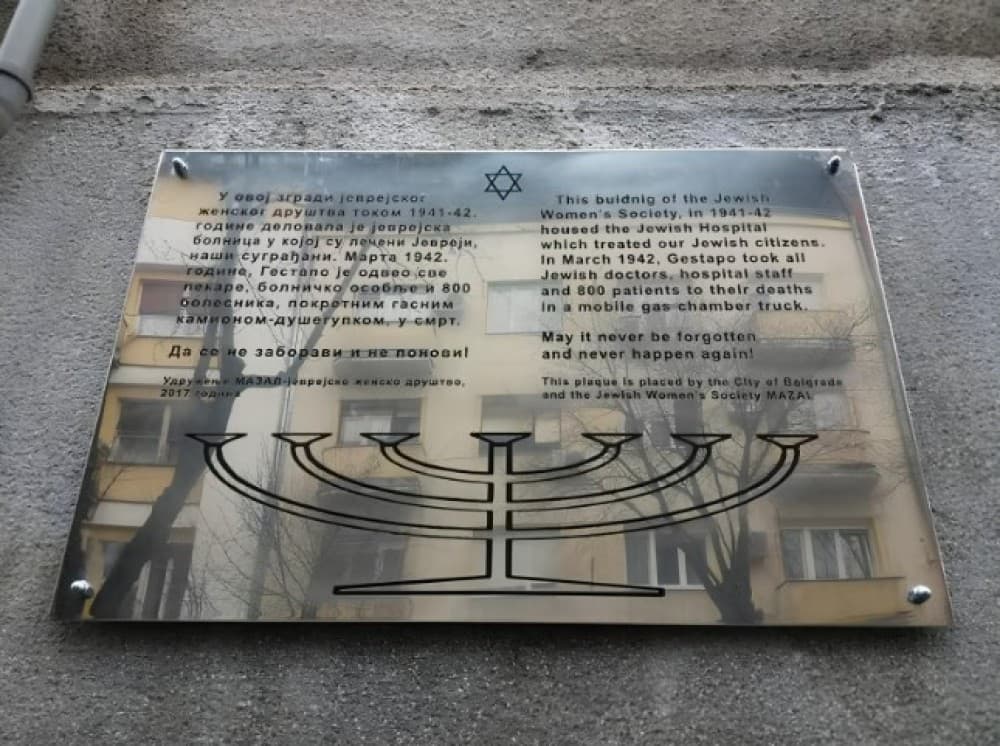 У овој згради јеврејског
женског друштва током 1941-42.
године деловала је јеврејска
болница у којој су лечени Јевреји,
наши суграђани. Марта 1942.
године, Гестапо је одвео све
лекаре, болничко особље и 800
болесника, покротним гасним
камионом-душегупком, у смрт.
Да се не заборави и не понови!
Удружење МАЗАЛ-јеврејско женско друштво,
2017 година
This buidnig of the Jewish
Women's Society, in 1941-42
housed the Jewish Hospital
which treated our Jewish citizens.
In March 1942, Gestapo took all
Jewish doctors, hospital staff
and 800 patients to their deaths
in a mobile gas chamber truck.
May it never be forgotten
and never happen again!
This plaque is placed by the City of Belgrade
and the Jewish Women's Society MAZAL